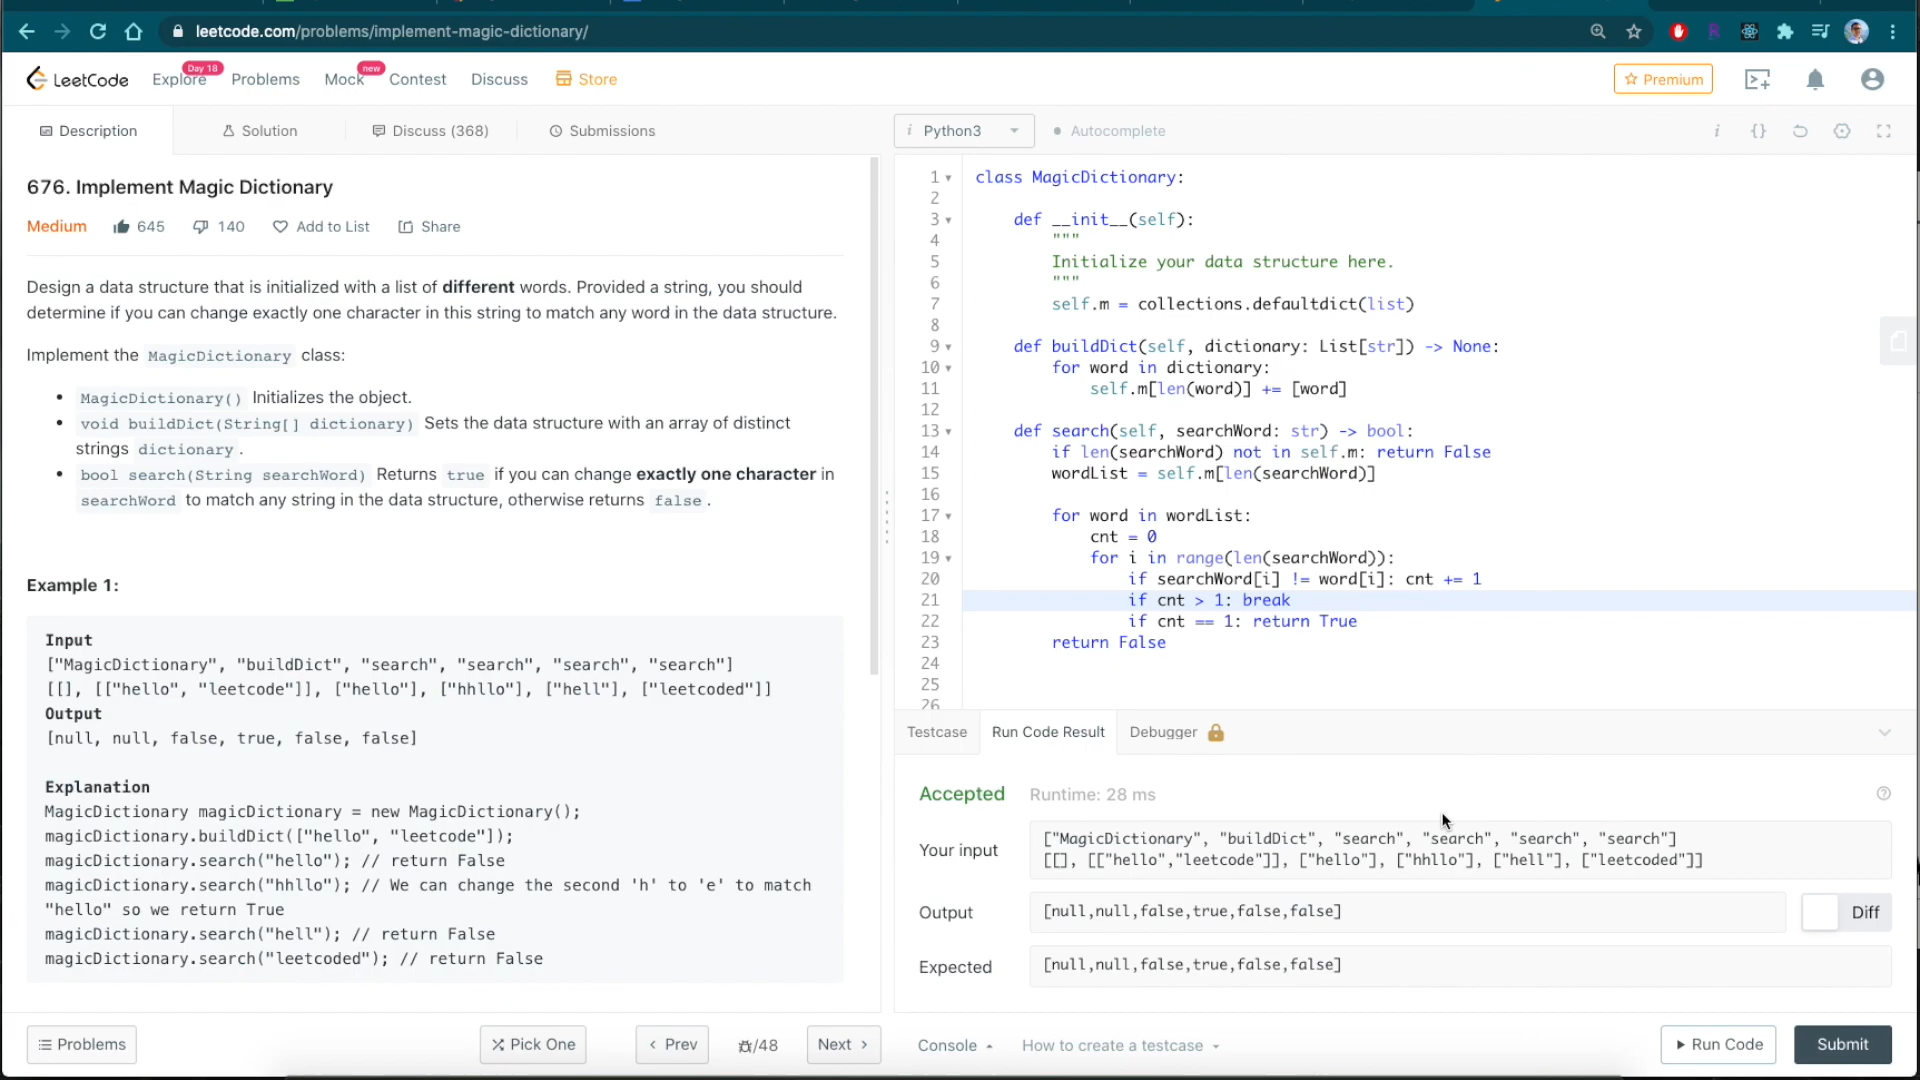 leetcode.com/problems/implement-magic-dictionary/
LeetCode
Explore
Day 18
Problems
Mock
new
Contest
Discuss
Store
Premium
Description
Solution
Discuss (368)
Submissions
i Python3
Autocomplete
i {}
676. Implement Magic Dictionary
Medium 645 140 Add to List Share
Design a data structure that is initialized with a list of different words. Provided a string, you should
determine if you can change exactly one character in this string to match any word in the data structure.
Implement the MagicDictionary class:
• MagicDictionary() Initializes the object.
• void buildDict(String[] dictionary) Sets the data structure with an array of distinct
strings dictionary.
• bool search(String searchWord) Returns true if you can change exactly one character in
searchWord to match any string in the data structure, otherwise returns false.
Example 1:
Input
["MagicDictionary", "buildDict", "search", "search", "search", "search"]
[[], [["hello", "leetcode"]], ["hello"], ["hhllo"], ["hell"], ["leetcoded"]]
Output
[null, null, false, true, false, false]
Explanation
MagicDictionary magicDictionary = new MagicDictionary();
magicDictionary.buildDict(["hello", "leetcode"]);
magicDictionary.search("hello"); // return False
magicDictionary.search("hhllo"); // We can change the second 'h' to 'e' to match
"hello" so we return True
magicDictionary.search("hell"); // return False
magicDictionary.search("leetcoded"); // return False
1 class MagicDictionary:
2
3     def __init__(self):
4         """
5         Initialize your data structure here.
6         """
7         self.m = collections.defaultdict(list)
8
9     def buildDict(self, dictionary: List[str]) -> None:
10         for word in dictionary:
11             self.m[len(word)] += [word]
12
13     def search(self, searchWord: str) -> bool:
14         if len(searchWord) not in self.m: return False
15         wordList = self.m[len(searchWord)]
16
17         for word in wordList:
18             cnt = 0
19             for i in range(len(searchWord)):
20                 if searchWord[i] != word[i]: cnt += 1
21                 if cnt > 1: break
22                 if cnt == 1: return True
23         return False
24
25
26
Testcase
Run Code Result
Debugger
Accepted Runtime: 28 ms
Your input
["MagicDictionary", "buildDict", "search", "search", "search", "search"]
[[], [["hello","leetcode"]], ["hello"], ["hhllo"], ["hell"], ["leetcoded"]]
Output
[null,null,false,true,false,false]
Diff
Expected
[null,null,false,true,false,false]
Problems
Pick One
Prev
/48
Next
Console
How to create a testcase
Run Code
Submit